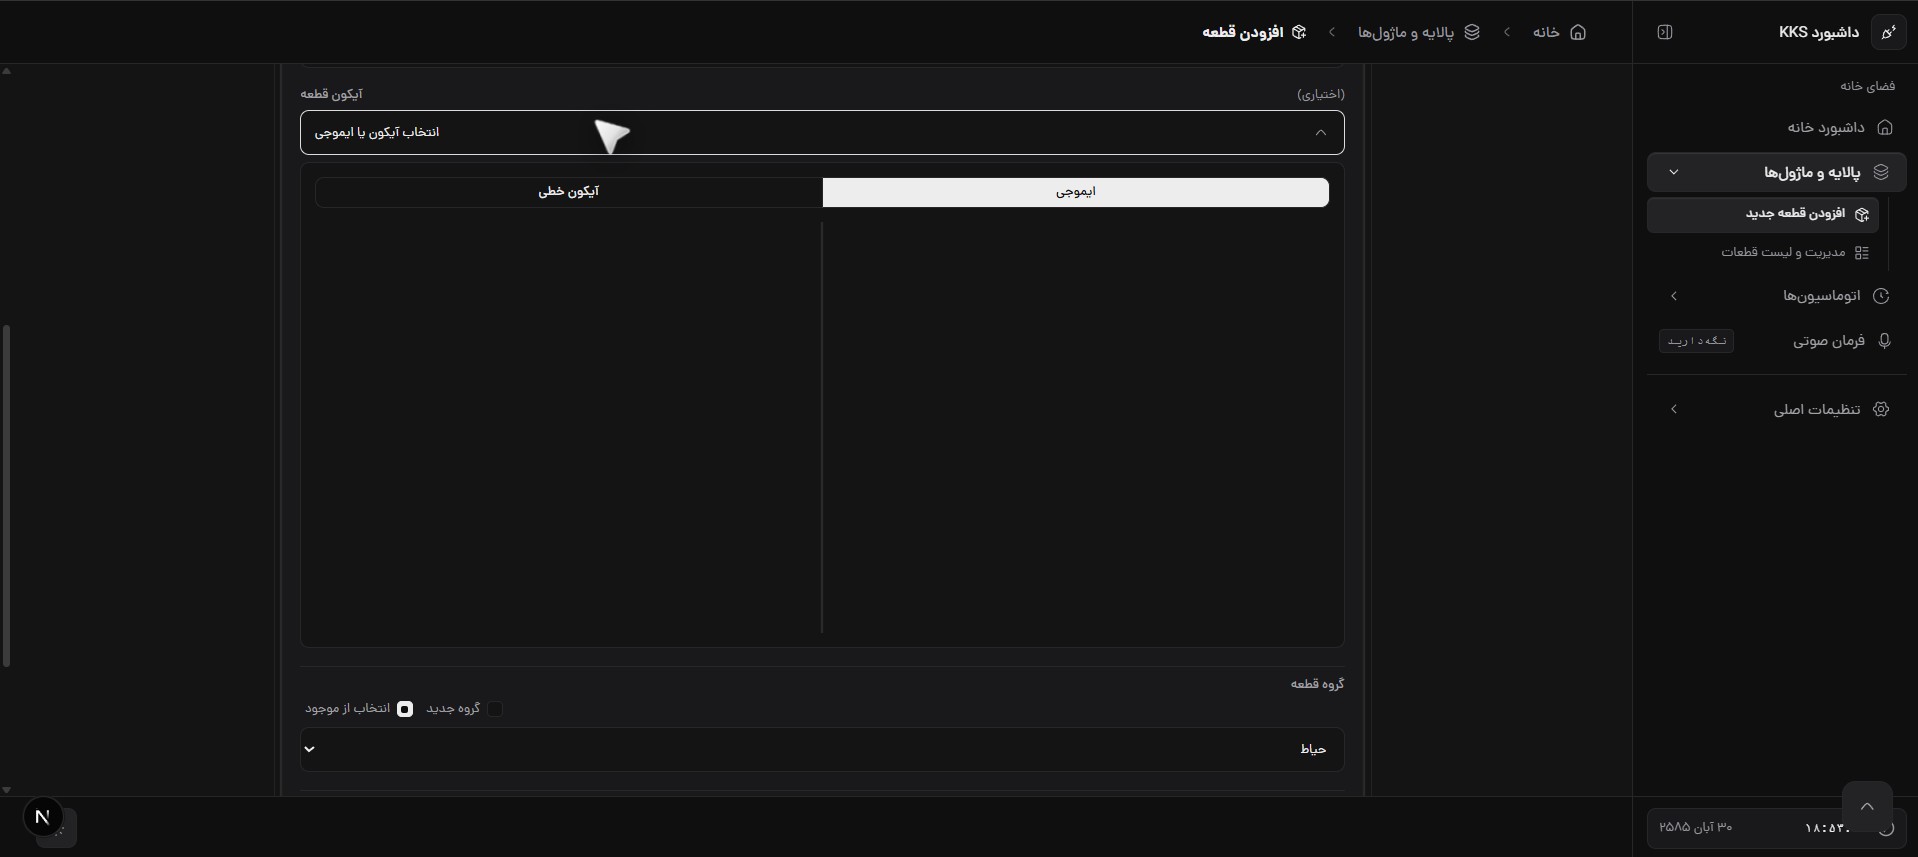 داشبورد KKS
خانه
پالایه و ماژول‌ها
افزودن قطعه
فضای خانه
داشبورد خانه
پالایه و ماژول‌ها
افزودن قطعه جدید
مدیریت و لیست قطعات
اتوماسیون‌ها
فرمان صوتی
نگه‌دارید
تنظیمات اصلی
(اختیاری)
آیکون قطعه
انتخاب آیکون یا ایموجی
ایموجی
آیکون خطی
گروه قطعه
گروه جدید
انتخاب از موجود
حیاط
۳۰ آبان ۲۵۸۵
N